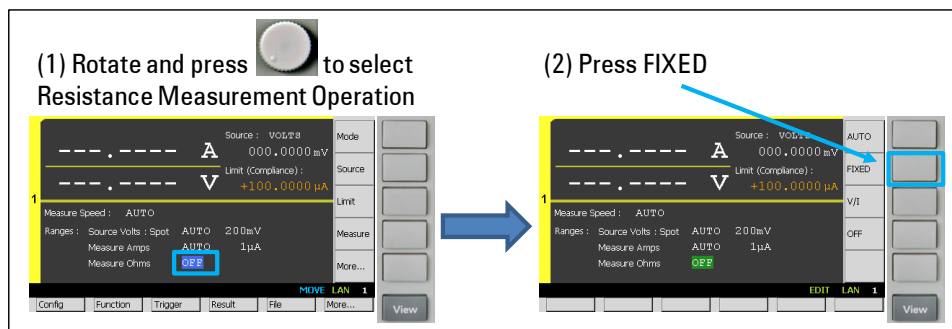 (1) Rotate and press to select
Resistance Measurement Operation
---.---- A
Source : VOLTS
000.0000 mV
---.---- V
Limit (Compliance) :
+100.0000 µA
1
Measure Speed : AUTO
Ranges : Source Volts : Spot AUTO 200mV
Measure Amps AUTO 1µA
Measure Ohms OFF
MOVE LAN 1
Mode
Source
Limit
Measure
More...
Config Function Trigger Result File More...
View
(2) Press FIXED
---.---- A
Source : VOLTS
000.0000 mV
---.---- V
Limit (Compliance) :
+100.0000 µA
1
Measure Speed : AUTO
Ranges : Source Volts : Spot AUTO 200mV
Measure Amps AUTO 1µA
Measure Ohms OFF
EDIT LAN 1
AUTO
FIXED
V/I
OFF
View